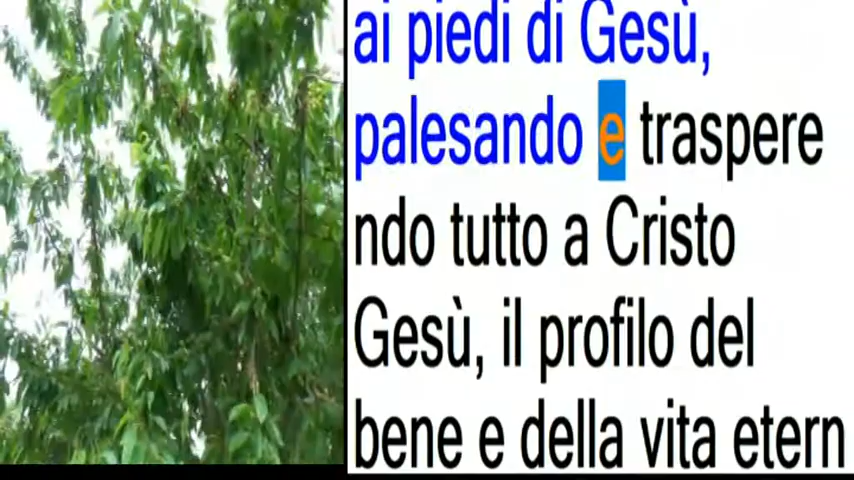 ai piedi di Gesù,
palesando e traspere
ndo tutto a Cristo
Gesù, il profilo del
bene e della vita etern